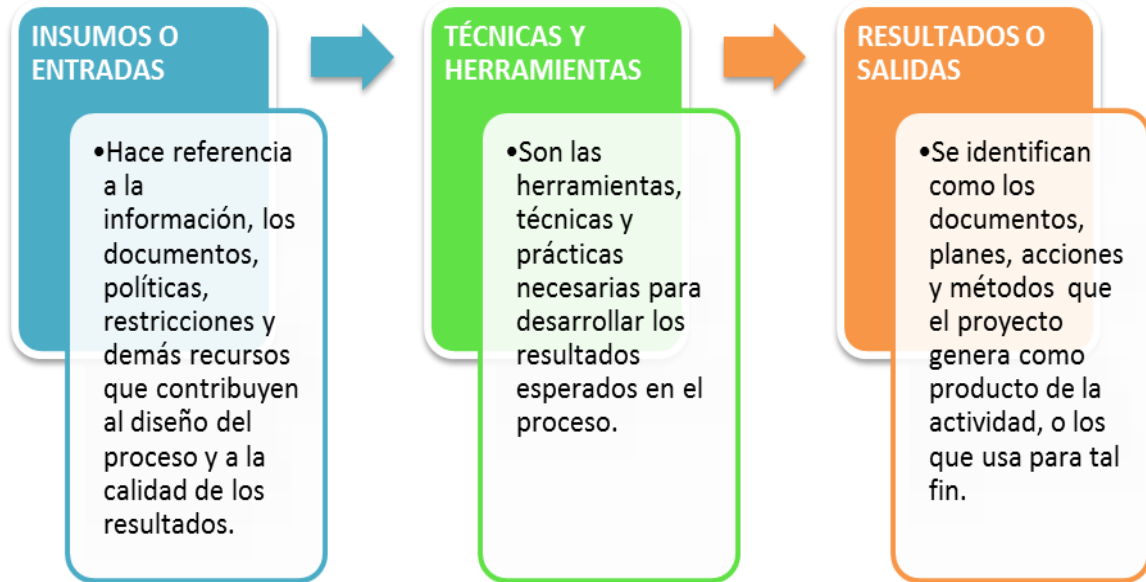 INSUMOS O
ENTRADAS
•Hace referencia
a la
información, los
documentos,
políticas,
restricciones y
demás recursos
que contribuyen
al diseño del
proceso y a la
calidad de los
resultados.
TÉCNICAS Y
HERRAMIENTAS
•Son las
herramientas,
técnicas y
prácticas
necesarias para
desarrollar los
resultados
esperados en el
proceso.
RESULTADOS O
SALIDAS
•Se identifican
como los
documentos,
planes, acciones
y métodos que
el proyecto
genera como
producto de la
actividad, o los
que usa para tal
fin.